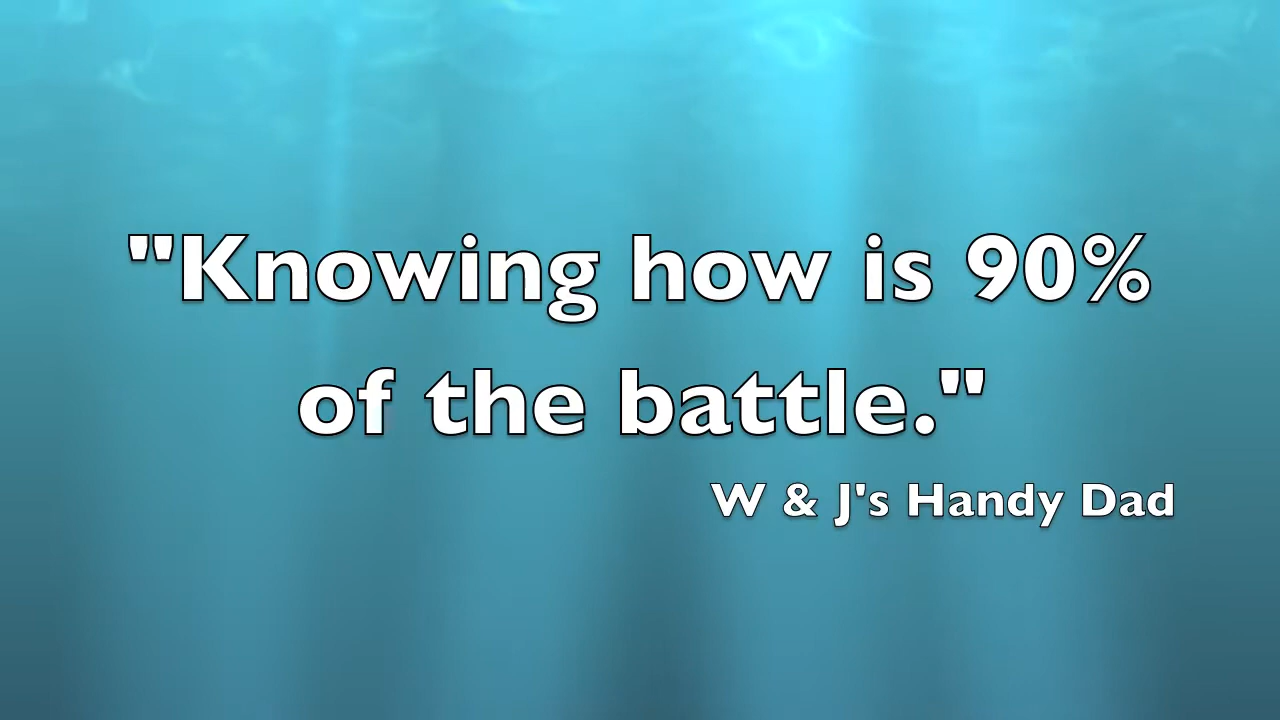 "Knowing how is 90%
of the battle."
W & J's Handy Dad